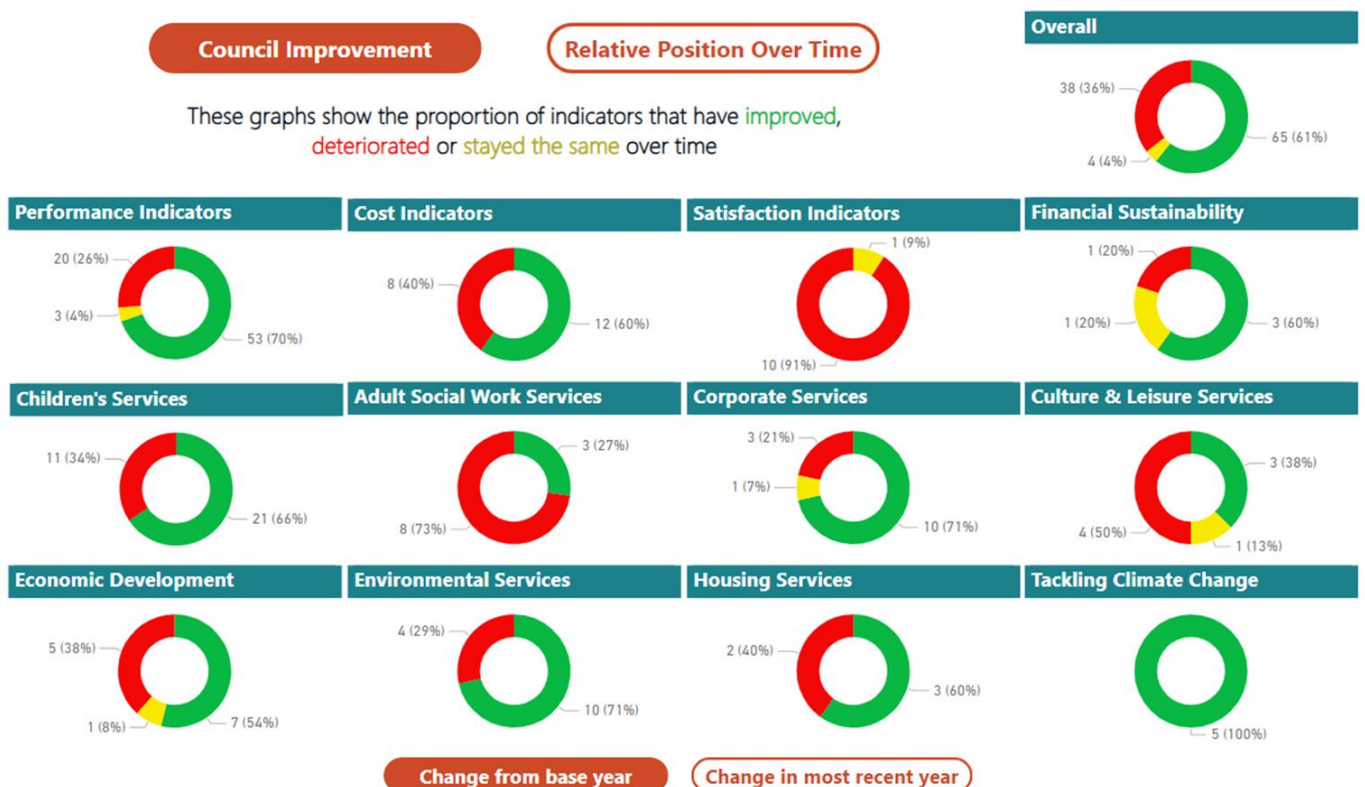 Council Improvement
Relative Position Over Time
These graphs show the proportion of indicators that have improved,
deteriorated or stayed the same over time
Overall
38 (36%)
4 (4%)
65 (61%)
Performance Indicators
20 (26%)
3 (4%)
53 (70%)
Cost Indicators
8 (40%)
12 (60%)
Satisfaction Indicators
1 (9%)
10 (91%)
Financial Sustainability
1 (20%)
1 (20%)
3 (60%)
Children's Services
11 (34%)
21 (66%)
Adult Social Work Services
3 (27%)
8 (73%)
Corporate Services
3 (21%)
1 (7%)
10 (71%)
Culture & Leisure Services
3 (38%)
4 (50%)
1 (13%)
Economic Development
5 (38%)
1 (8%)
7 (54%)
Environmental Services
4 (29%)
10 (71%)
Housing Services
2 (40%)
3 (60%)
Tackling Climate Change
5 (100%)
Change from base year
Change in most recent year